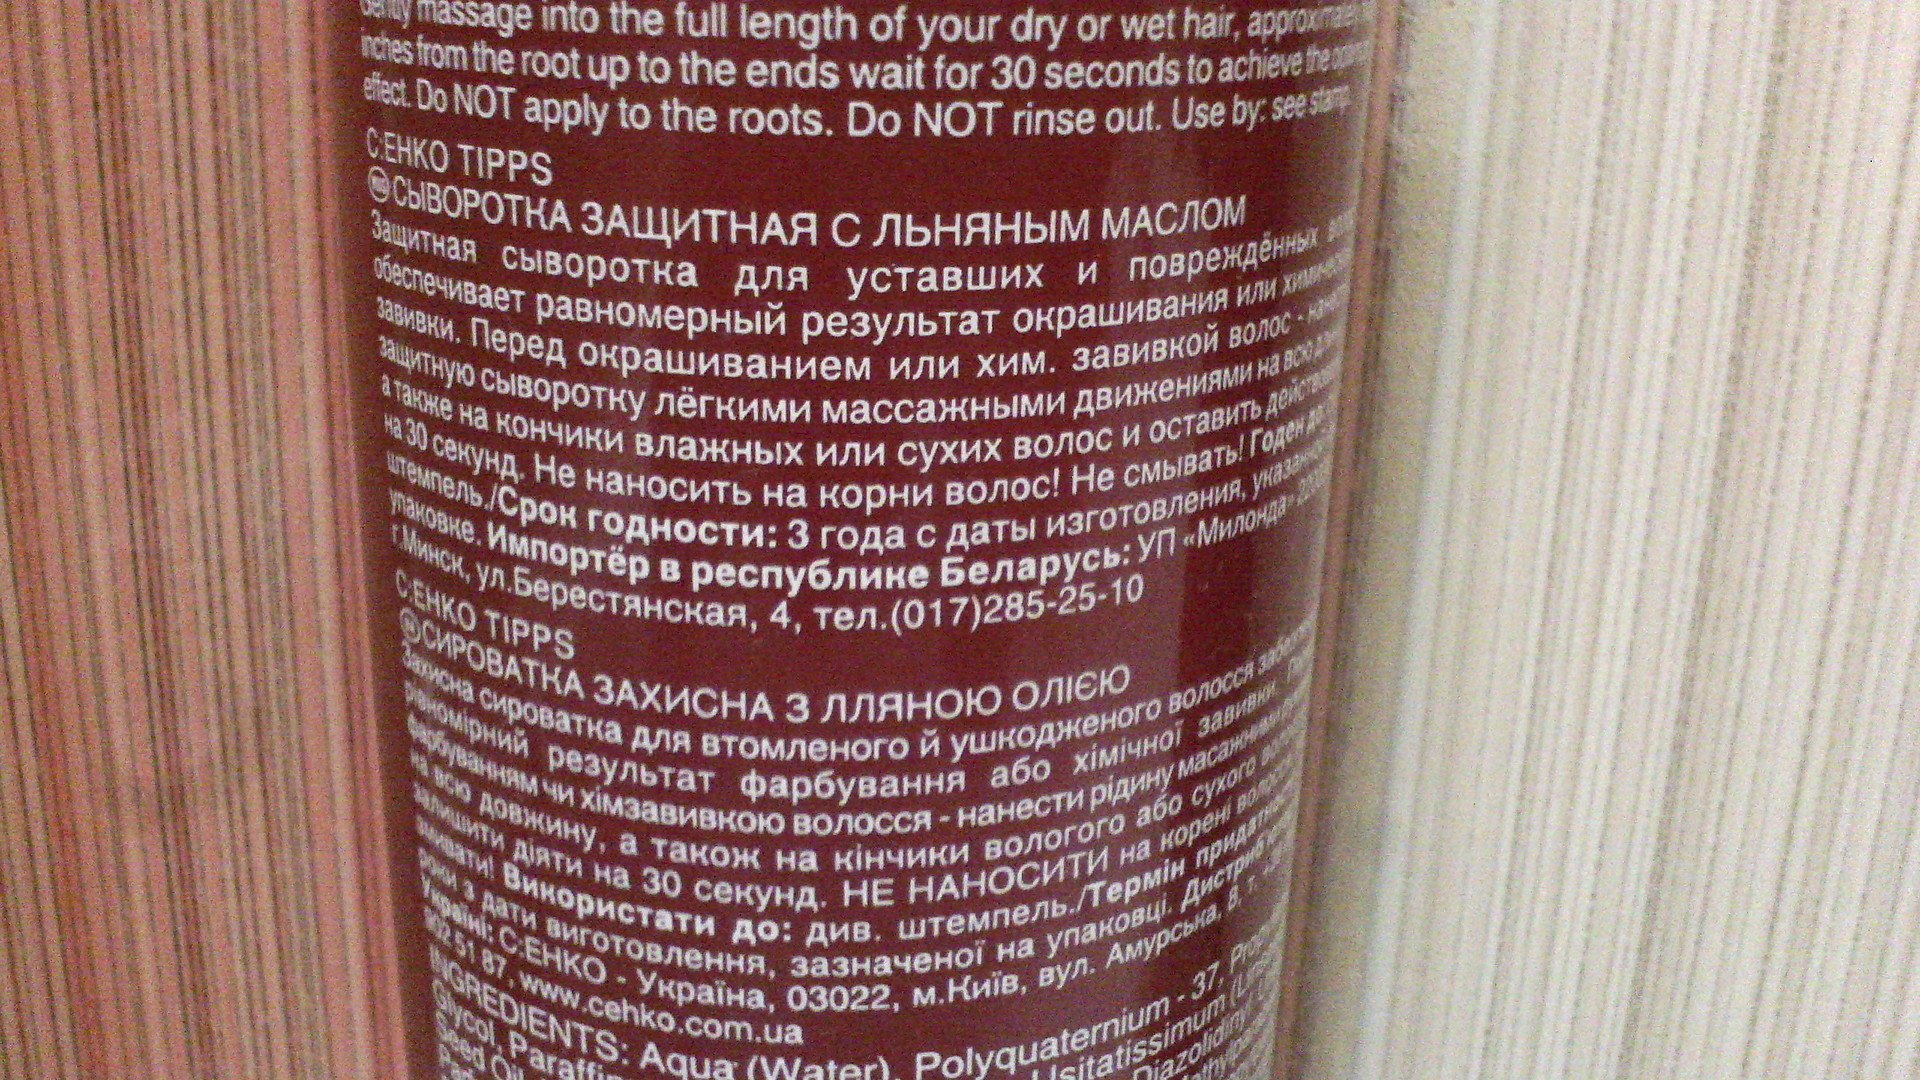 massage into the full length of your dry or wet hair,
inches from the root up to the ends wait for 30 seconds to achieve the
effect. Do NOT apply to the roots. Do NOT rinse out. Use by: see stamp.
C:EHKO TIPPS
СЫВОРОТКА ЗАЩИТНАЯ С ЛЬНЯНЫМ МАСЛОМ
Защитная сыворотка для уставших и повреждённых
обеспечивает равномерный результат окрашивания или
завивки. Перед окрашиванием или хим. завивкой волос -
защитную сыворотку лёгкими массажными движениями на всю
а также на кончики влажных или сухих волос и оставить
на 30 секунд. Не наносить на корни волос! Не смывать! Годен до:
штемпель./Срок годности: 3 года с даты изготовления,
упаковке. Импортёр в республике Беларусь: УП «Милонда»
г.Минск, ул.Берестянская, 4, тел.(017)285-25-10
C:EHKO TIPPS
СИРОВАТКА ЗАХИСНА З ЛЛЯНОЮ ОЛІЄЮ
Захисна сироватка для втомленого й ушкодженого волосся
рівномірний результат фарбування або хімічної завивки.
фарбуванням чи хімзавивкою волосся - нанести рідину масажними
на всю довжину, а також на кінчики вологого або сухого
залишити діяти на 30 секунд. НЕ НАНОСИТИ на корені
змивати! Використати до: див. штемпель./Термін
роки з дати виготовлення, зазначеної на упаковці.
Україні: C:EHKO - Україна, 03022, м.Київ, вул. Амурська, 8,
51 87, www.cehko.com.ua
INGREDIENTS: Aqua (Water), Polyquaternium - 37,
Glycol, Usitatissimum
Seed Oil,